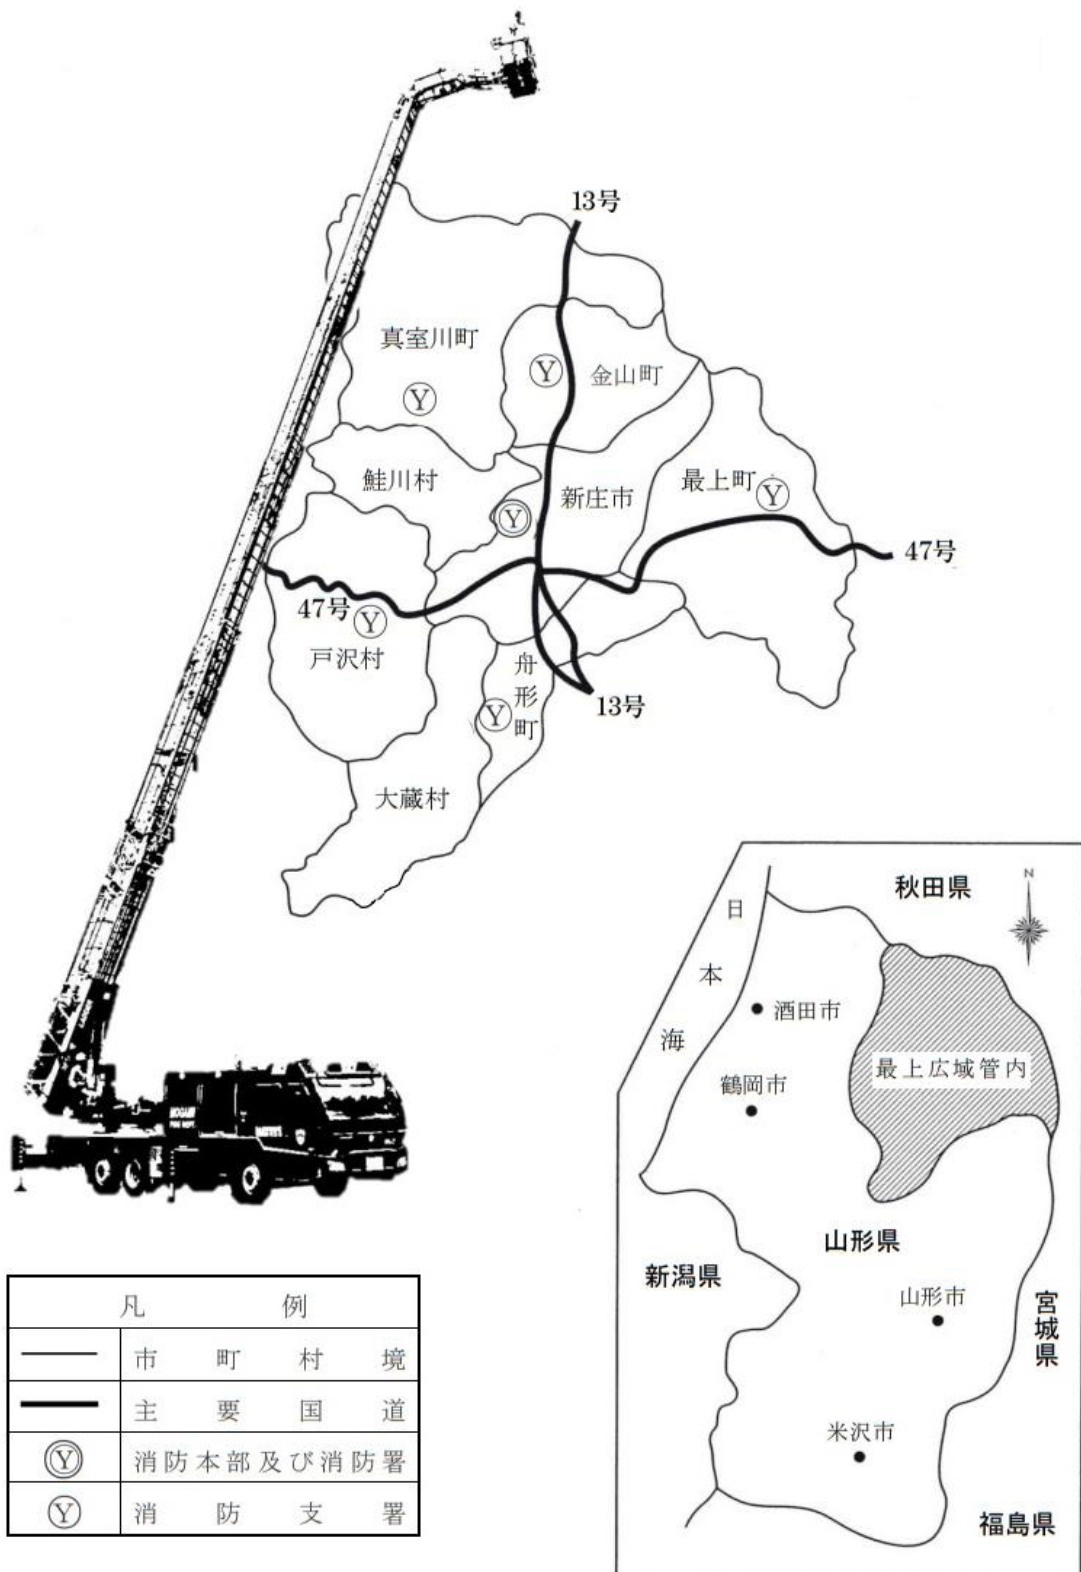 13号
真室川町
Y
Y
金山町
鮭川村
最上町
Y
新庄市
Y
47号
47号
Y
戸沢村
舟形町
Y
13号
大蔵村
秋田県
N
日本海
酒田市
最上広域管内
鶴岡市
山形県
新潟県
山形市
宮城県
米沢市
福島県
MOGAMI
FIRE DEPT.
凡例
市町村境
主要国道
Y 消防本部及び消防署
Y 消防支署